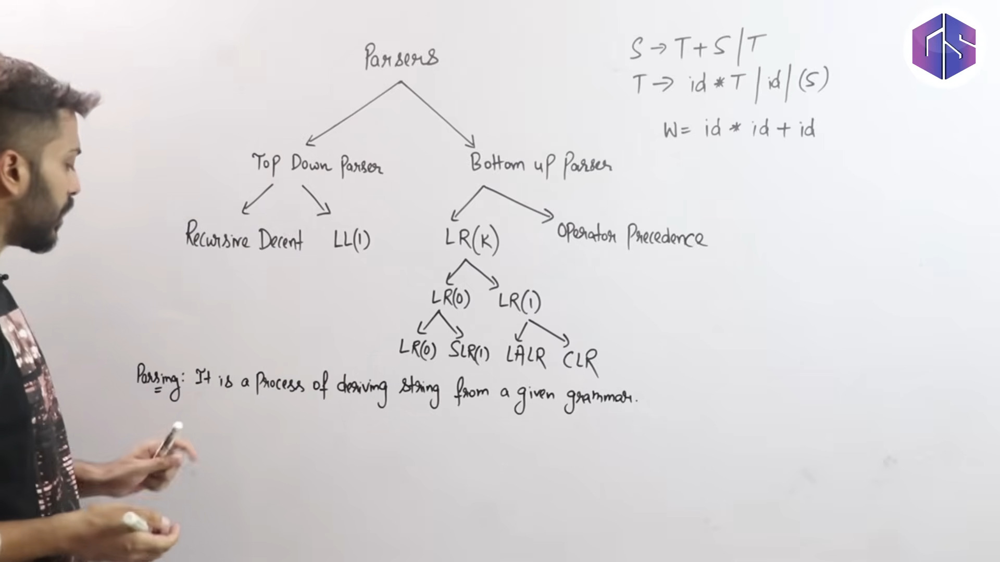 Parsers
Top Down Parser
Bottom up Parser
Recursive Decent
LL(1)
LR(K)
Operator Precedence
LR(0)
LR(1)
LR(0)
SLR(1)
LALR
CLR
Parsing: It is a Process of deriving string from a given grammar.
S → T + S | T
T → id * T | id | (S)
W = id * id + id